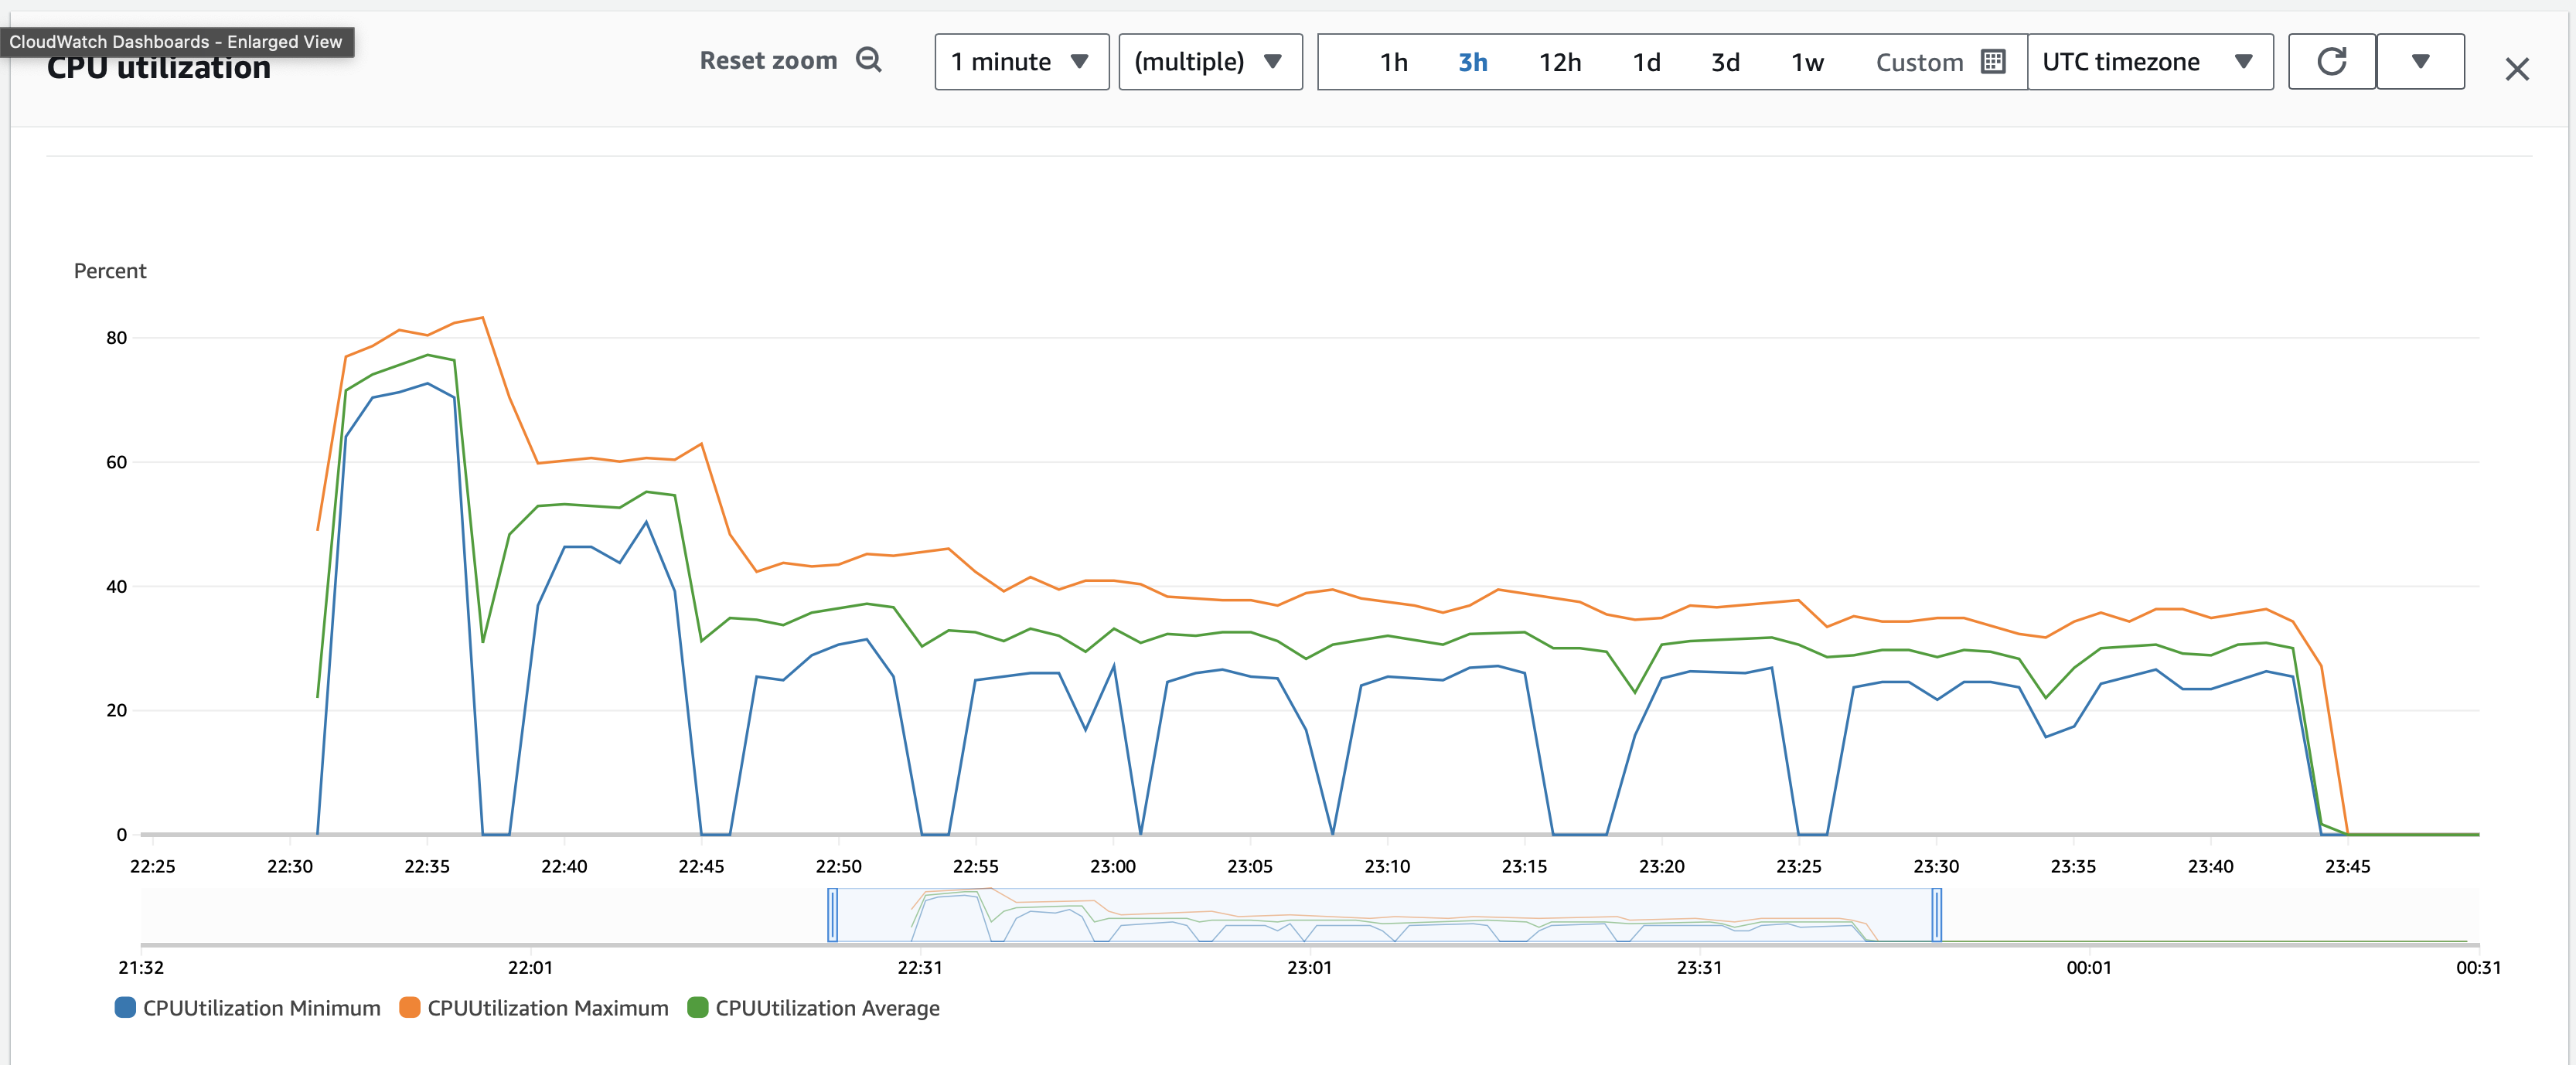 CloudWatch Dashboards - Enlarged View
CPU utilization
Reset zoom 1 minute (multiple) 1h 3h 12h 1d 3d 1w Custom UTC timezone
Percent
80
60
40
20
0
22:25 22:30 22:35 22:40 22:45 22:50 22:55 23:00 23:05 23:10 23:15 23:20 23:25 23:30 23:35 23:40 23:45
21:32 22:01 22:31 23:01 23:31 00:01 00:31
CPUUtilization Minimum CPUUtilization Maximum CPUUtilization Average